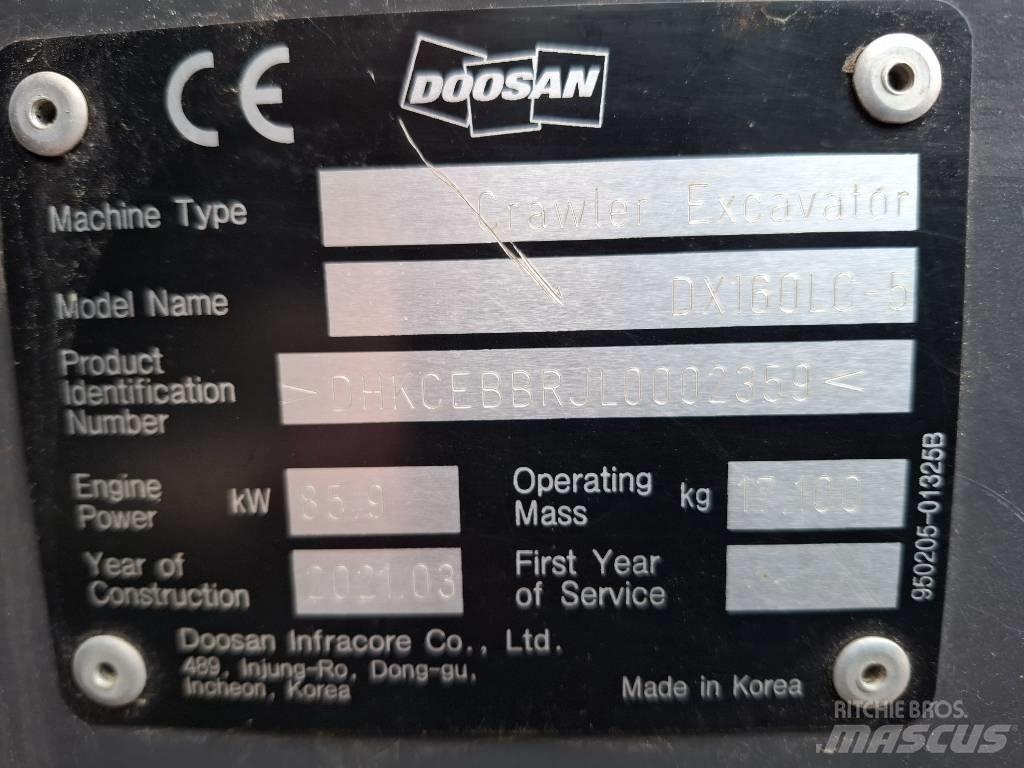 CE
DOOSAN
Machine Type Crawler Excavator
Model Name DX160LC-5
Product
Identification
Number
>DHKCEBBRJL0002359<
Engine
Power kW 85.9
Operating
Mass kg 17.100
Year of
Construction 2021.03
First Year
of Service
950205-01325B
Doosan Infracore Co., Ltd.
489, Injung-Ro, Dong-gu,
Incheon, Korea
Made in Korea
RITCHIE BROS.
MASCUS